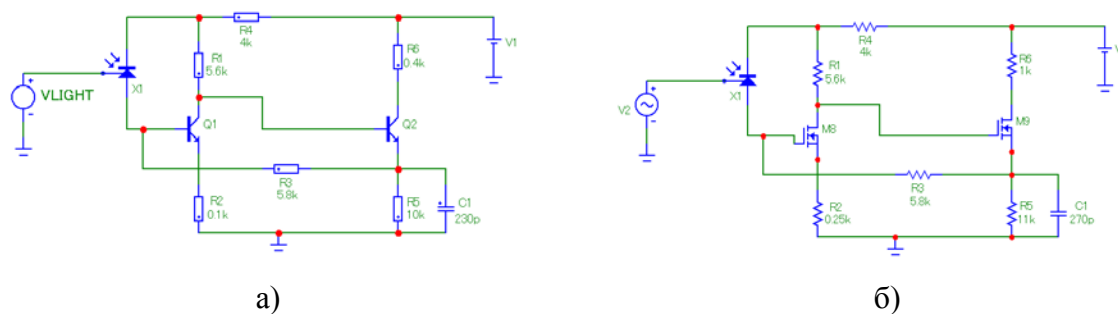 R4
4k
R1
5.6k
R6
0.4k
V1
VLIGHT
X1
Q1
Q2
R3
5.8k
R2
0.1k
R5
10k
C1
230p
а)
R4
4k
R1
5.6k
R6
1k
V
V2
X1
M8
M9
R3
5.8k
R2
0.25k
R5
11k
C1
270p
б)